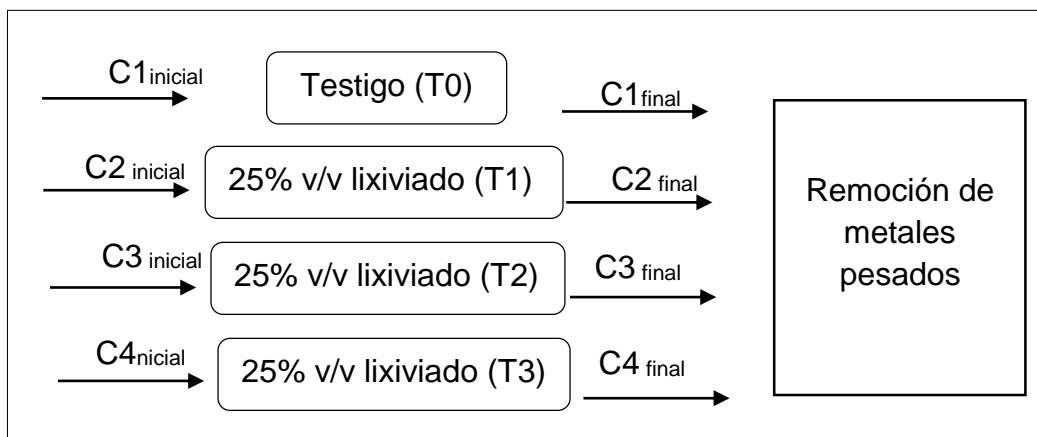 C1inicial
Testigo (T0)
C1final
C2 inicial
25% v/v lixiviado (T1)
C2 final
C3 inicial
25% v/v lixiviado (T2)
C3 final
C4nicial
25% v/v lixiviado (T3)
C4 final
Remoción de
metales
pesados